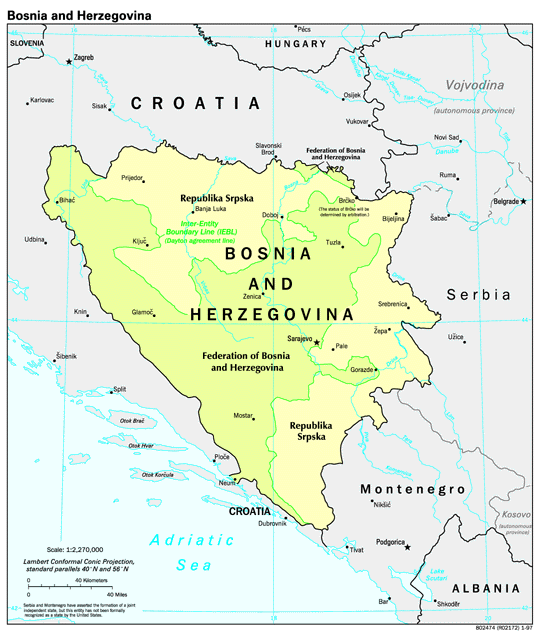 Bosnia and Herzegovina
SLOVENIA
Zagreb
Pécs
HUNGARY
Karlovac
Sisak
CROATIA
Osijek
Vukovar
Vojvodina
(autonomous province)
Novi Sad
Danube
Ruma
Belgrade
Šabac
Slavonski
Brod
Federation of Bosnia
and Herzegovina
Sava
Prijedor
Bihać
Republika Srpska
Banja Luka
Doboj
Brčko
(The status of Brčko will be
determined by arbitration.)
Bijeljina
Inter-Entity
Boundary Line (IEBL)
(Dayton agreement line)
Udbina
Ključ
Tuzla
BOSNIA
AND
HERZEGOVINA
Zenica
Serbia
Knin
Glamoč
Srebrenica
Žepa
Užice
Sarajevo
Pale
Šibenik
Federation of Bosnia
and Herzegovina
Gorazde
Split
Otok Brač
Mostar
Republika
Srpska
Otok Hvar
Ploče
Otok Korcula
Neum
Montenegro
Nikšić
Kosovo
(autonomous
province)
CROATIA
Dubrovnik
Adriatic
Sea
Tivat
Podgorica
Lake
Scutari
ALBANIA
Bar
Shkodër
Scale: 1:2,270,000
Lambert Conformal Conic Projection,
standard parallels 40°N and 56°N
0 40 Kilometers
0 40 Miles
Serbia and Montenegro have asserted the formation of a joint
independent state, but this entity has not been formally
recognized as a state by the United States.
802474 (R02172) 1-97